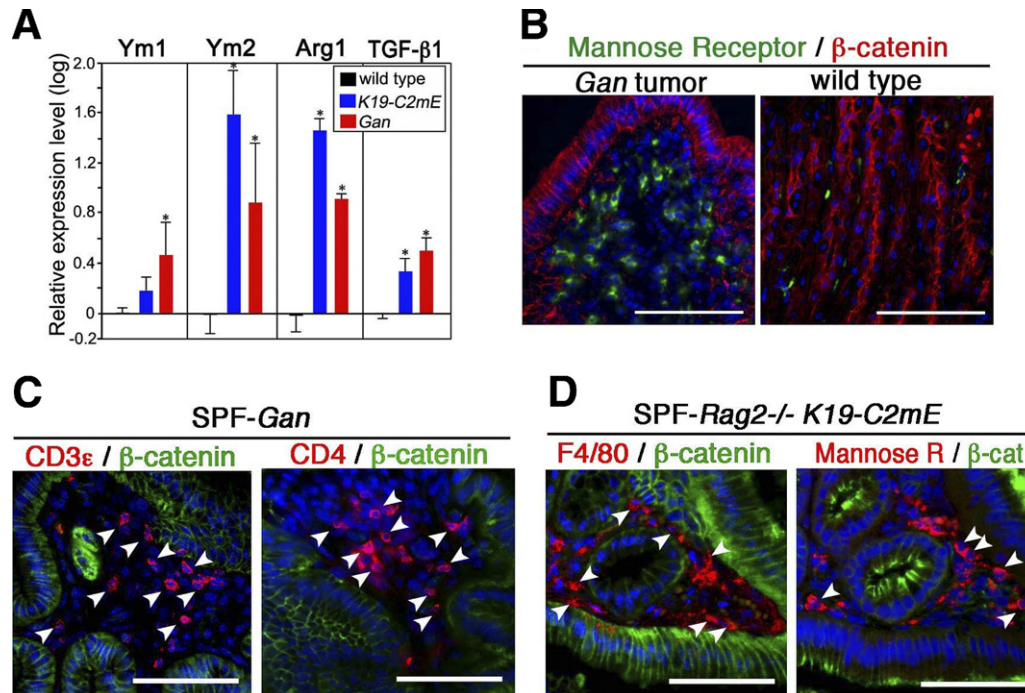 A
Ym1 Ym2 Arg1 TGF-β1
Relative expression level (log)
2.0
1.6
1.2
0.8
0.4
0
-0.2
wild type
K19-C2mE
Gan
* * * * * * *
B
Mannose Receptor / β-catenin
Gan tumor wild type
C
SPF-Gan
CD3ε / β-catenin CD4 / β-catenin
D
SPF-Rag2-/- K19-C2mE
F4/80 / β-catenin Mannose R / β-cat